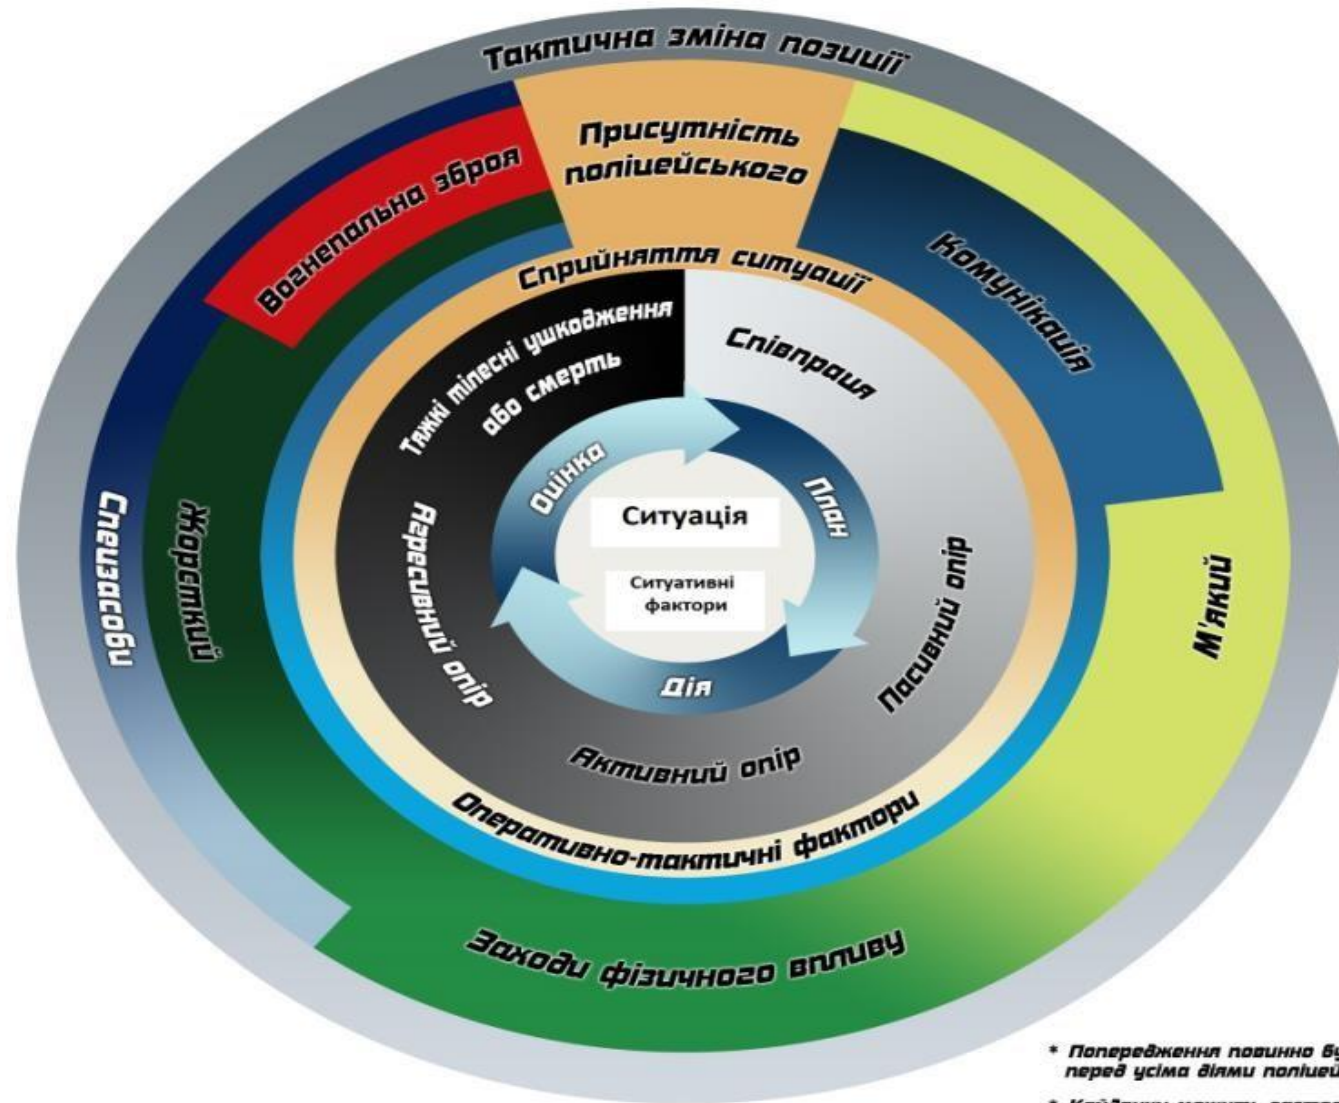 Тактична зміна позиції
Присутність
поліцейського
Вогнепальна зброя
Комунікація
Сприйняття ситуації
Тяжкі тілесні ушкодження
або смерть
Співпраця
Оцінка
План
Ситуація
Ситуативні
фактори
Дія
Спецзасоби
Жорсткий
Агресивний опір
Пасивний опір
М'який
Активний опір
Оперативно-тактичні фактори
Заходи фізичного впливу
* Попередження повинно бу
перед усіма діями поліцей